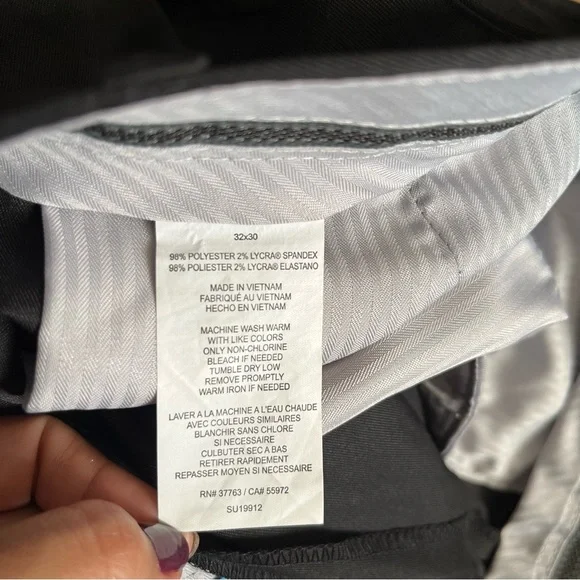 32x30
98% POLYESTER 2% LYCRA® SPANDEX
98% POLIESTER 2% LYCRA® ELASTANO
MADE IN VIETNAM
FABRIQUÉ AU VIETNAM
HECHO EN VIETNAM
MACHINE WASH WARM
WITH LIKE COLORS
ONLY NON-CHLORINE
BLEACH IF NEEDED
TUMBLE DRY LOW
REMOVE PROMPTLY
WARM IRON IF NEEDED
LAVER A LA MACHINE A L'EAU CHAUDE
AVEC COULEURS SIMILAIRES
BLANCHIR SANS CHLORE
SI NECESSAIRE
CULBUTER SEC A BAS
RETIRER RAPIDEMENT
REPASSER MOYEN SI NECESSAIRE
RN# 37763 / CA# 55972
SU19912